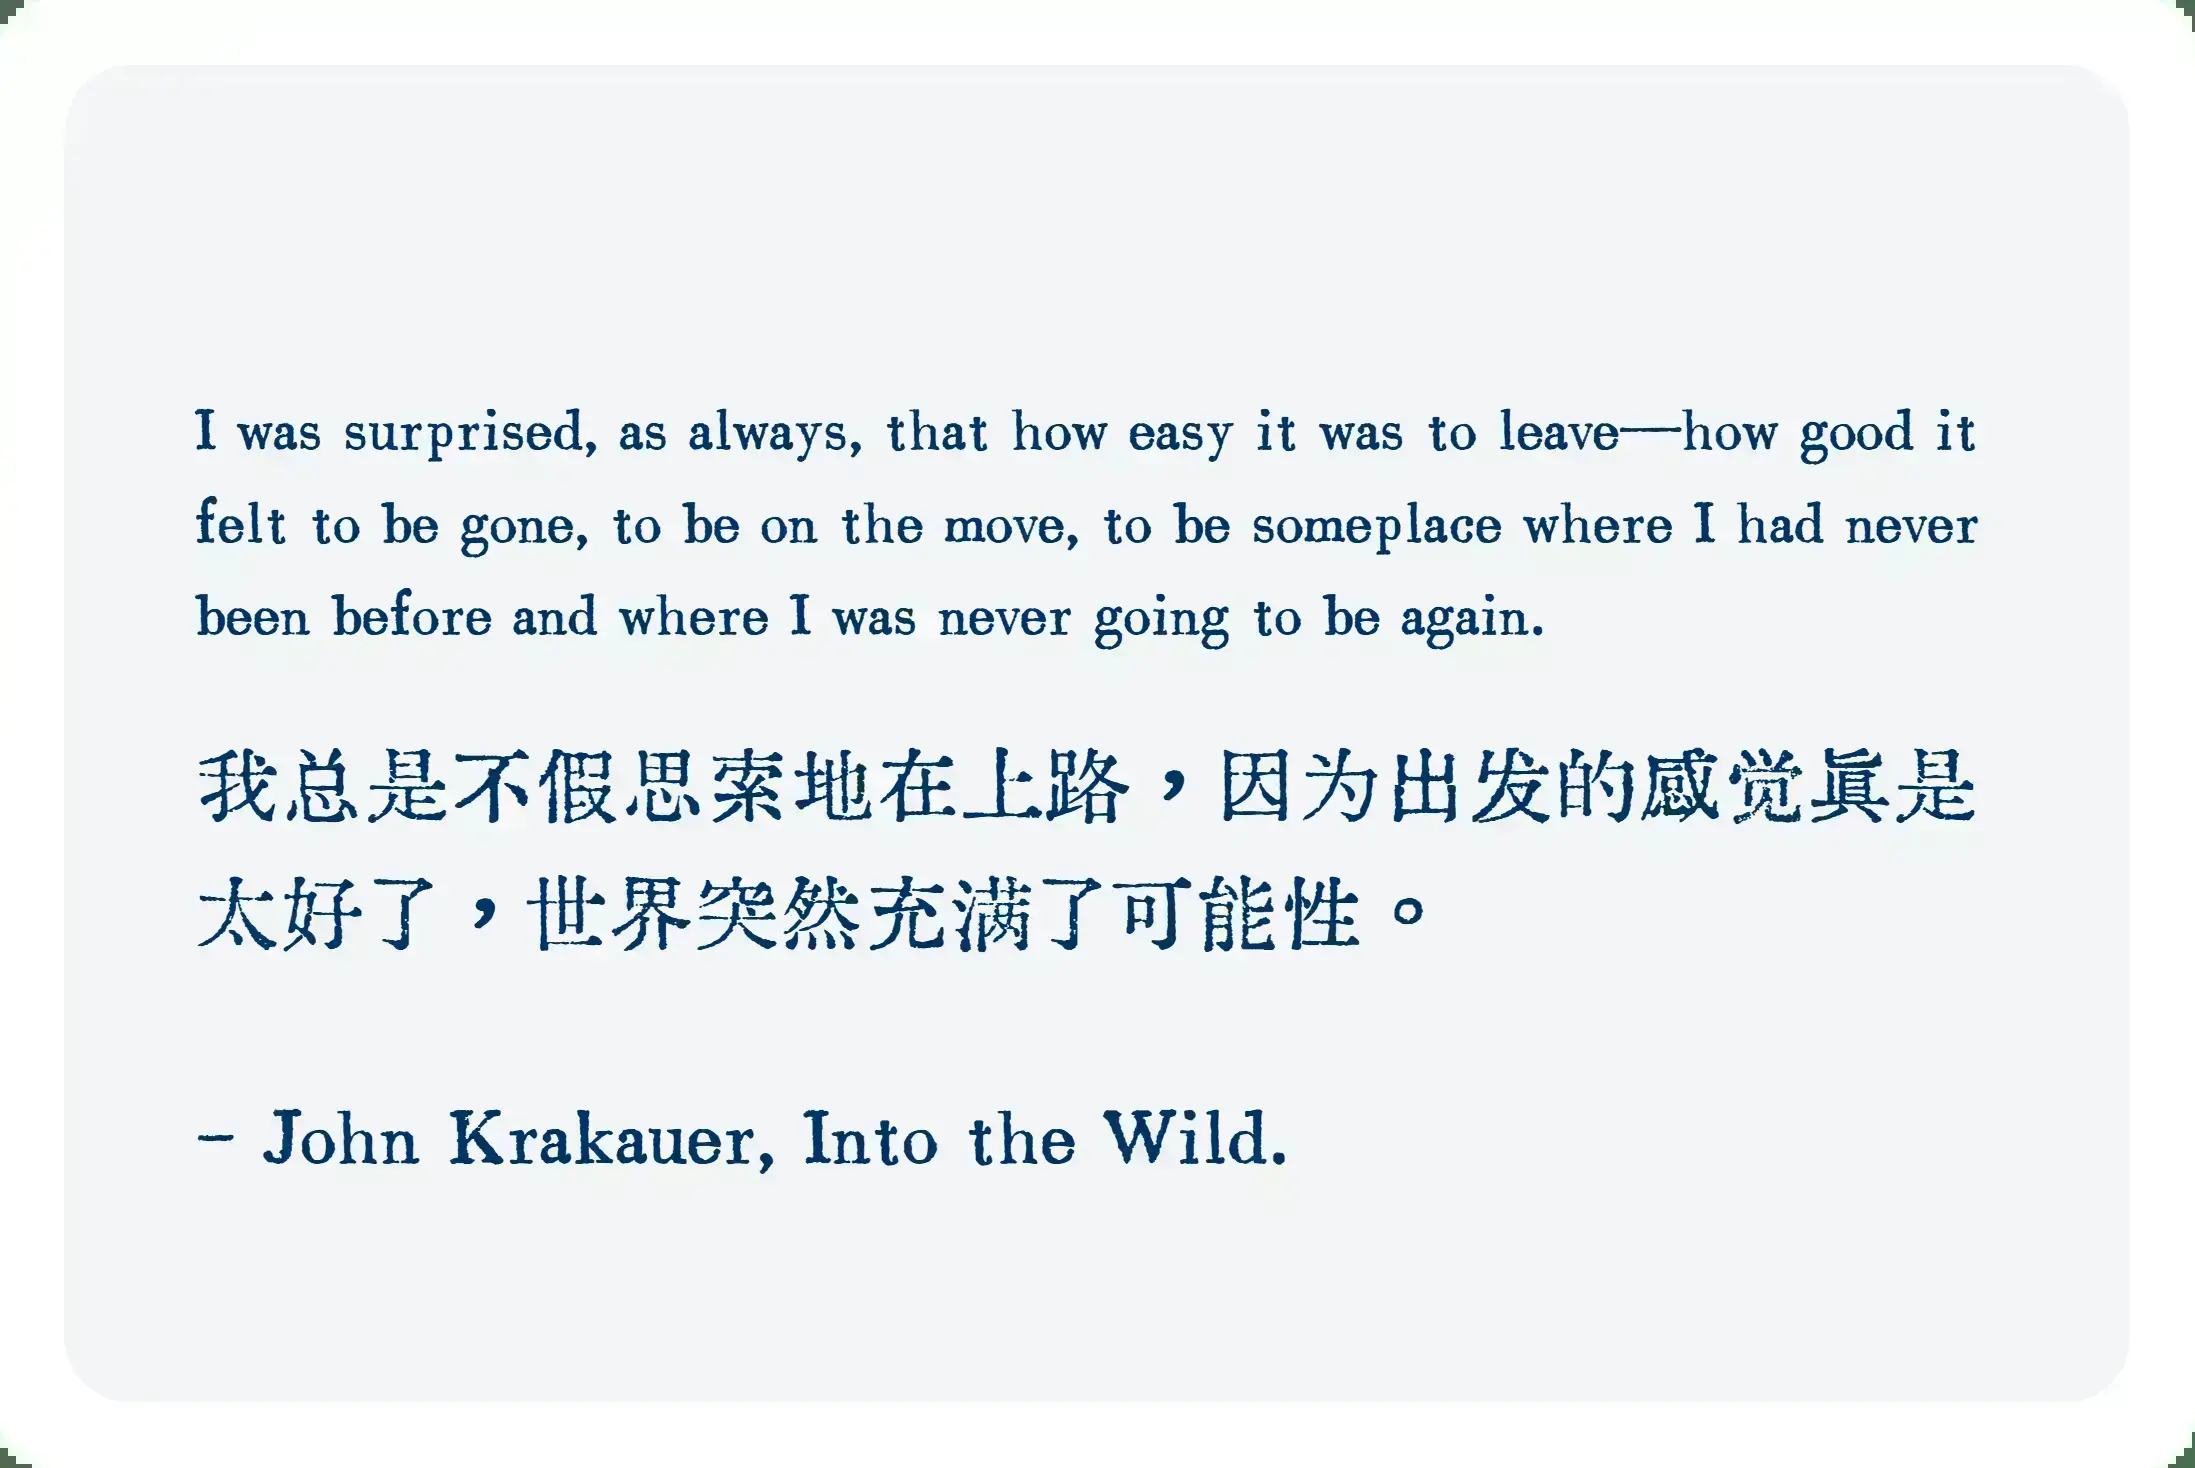 I was surprised, as always, that how easy it was to leave—how good it
felt to be gone, to be on the move, to be someplace where I had never
been before and where I was never going to be again.
我总是不假思索地在上路，因为出发的感觉眞是
太好了，世界突然充满了可能性。
- John Krakauer, Into the Wild.